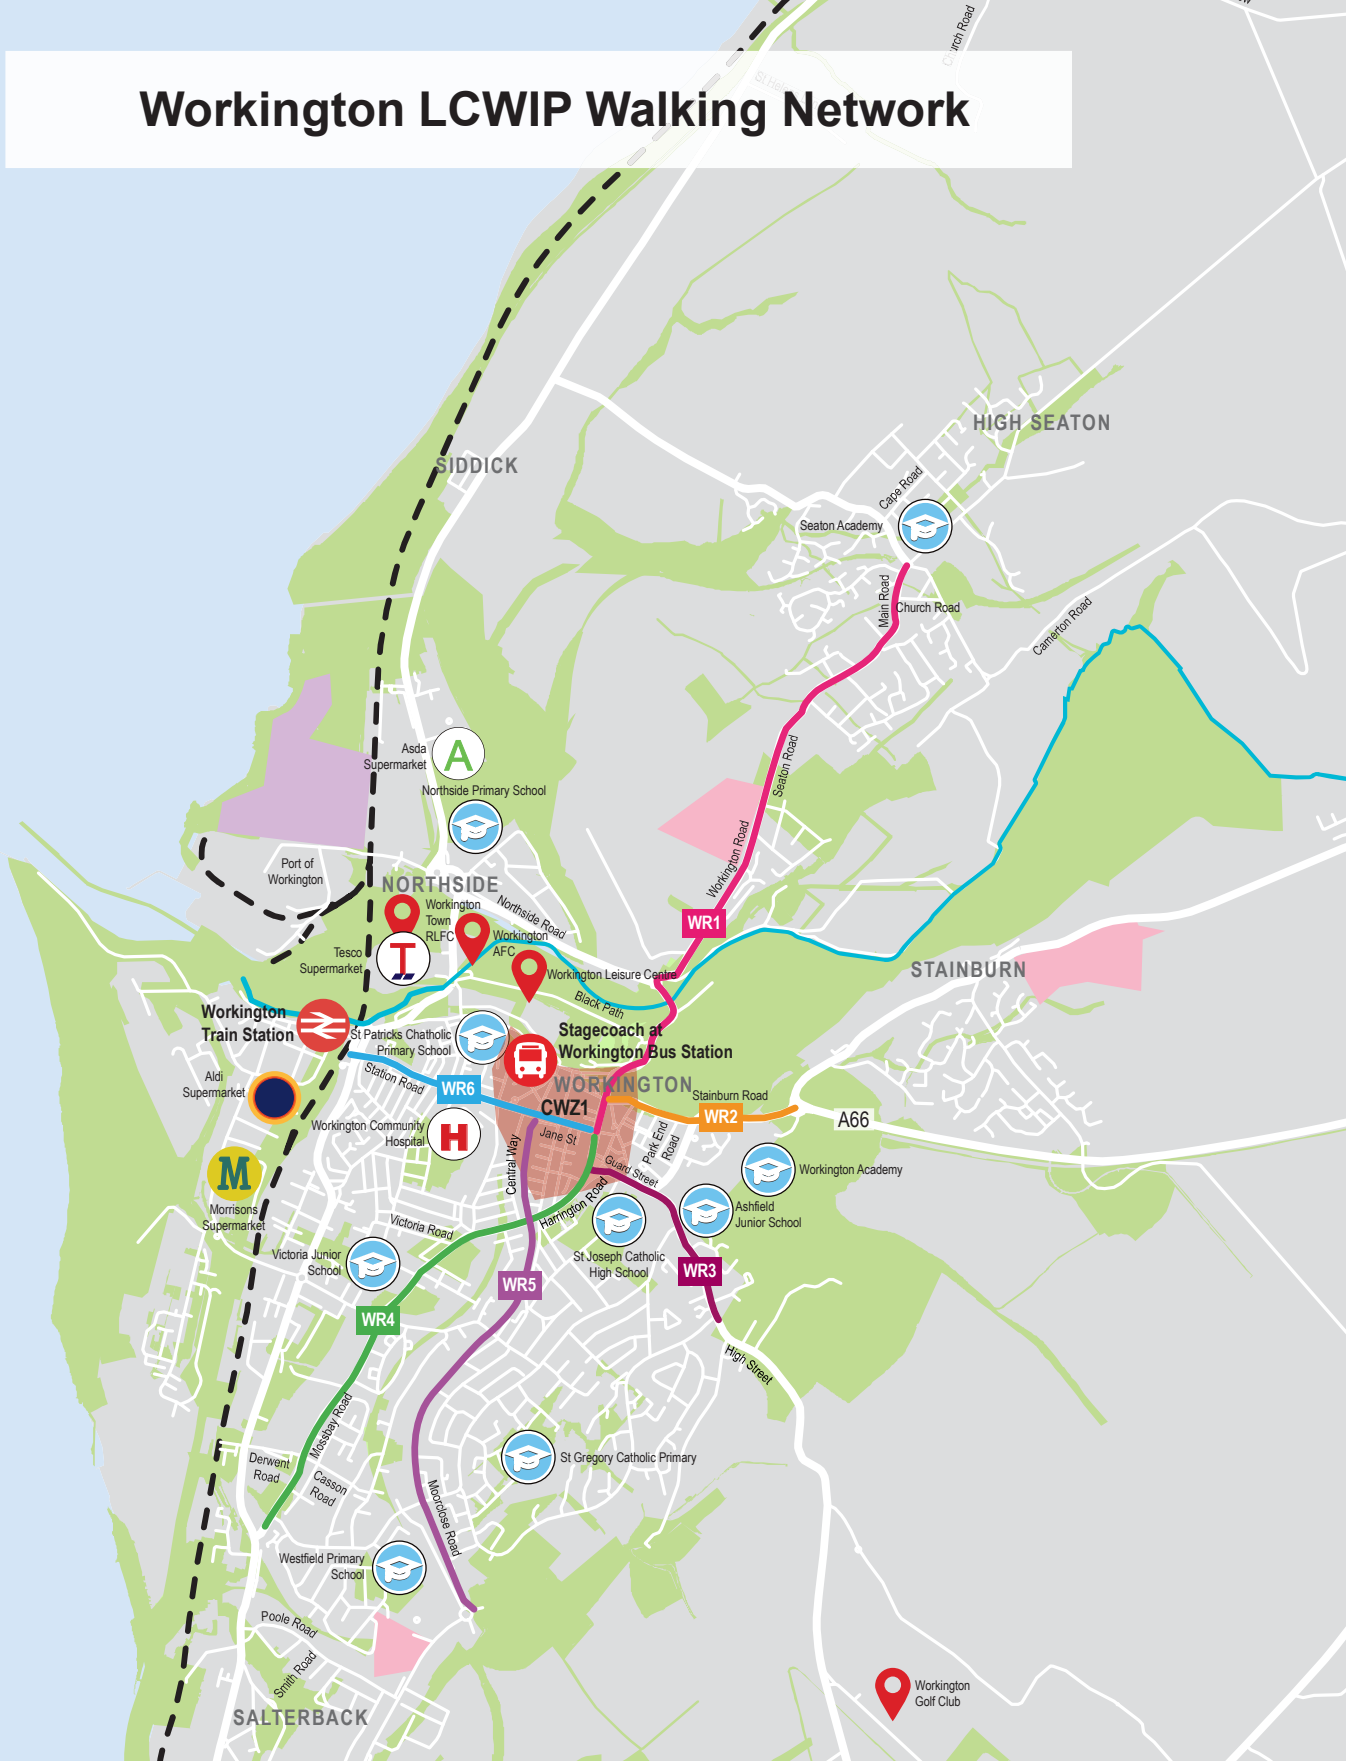 Church Road
Workington LCWIP Walking Network
HIGH SEATON
SIDDICK
Cape Road
Seaton Academy
Main Road
Church Road
Camerton Road
Asda
Supermarket
A
Seaton Road
Northside Primary School
Workington Road
Port of
Workington
NORTHSIDE
Workington
Town
RLFC
Northside Road
WR1
Workington
AFC
Tesco
Supermarket
T
STAINBURN
Workington Leisure Centre
Black Path
Workington
Train Station
St Patricks Chatholic
Primary School
Stagecoach at
Workington Bus Station
Station Road
Aldi
Supermarket
WR6
WORKINGTON
Stainburn Road
CWZ1
WR2
A66
Workington Community
Hospital
H
Jane St
Park End
Road
Central Way
Guard Street
Workington Academy
M
Morrisons
Supermarket
Harrington Road
Ashfield
Junior School
Victoria Road
Victoria Junior
School
St Joseph Catholic
High School
WR3
WR5
WR4
High Street
Mossbay Road
Derwent
Road
Casson
Road
St Gregory Catholic Primary
Moorclose Road
Westfield Primary
School
Poole Road
Smith Road
Workington
Golf Club
SALTERBACK